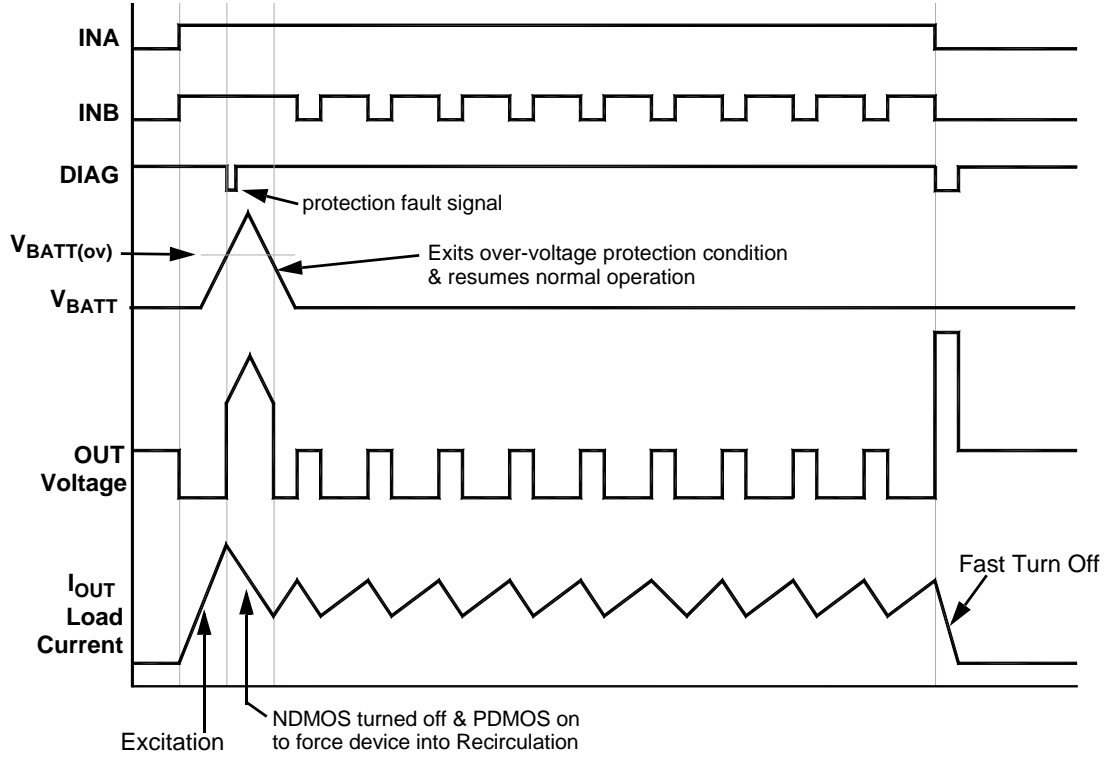 INA
INB
DIAG
protection fault signal
VBATT(ov)
Exits over-voltage protection condition
& resumes normal operation
VBATT
OUT
Voltage
Fast Turn Off
IOUT
Load
Current
NDMOS turned off & PDMOS on
to force device into Recirculation
Excitation